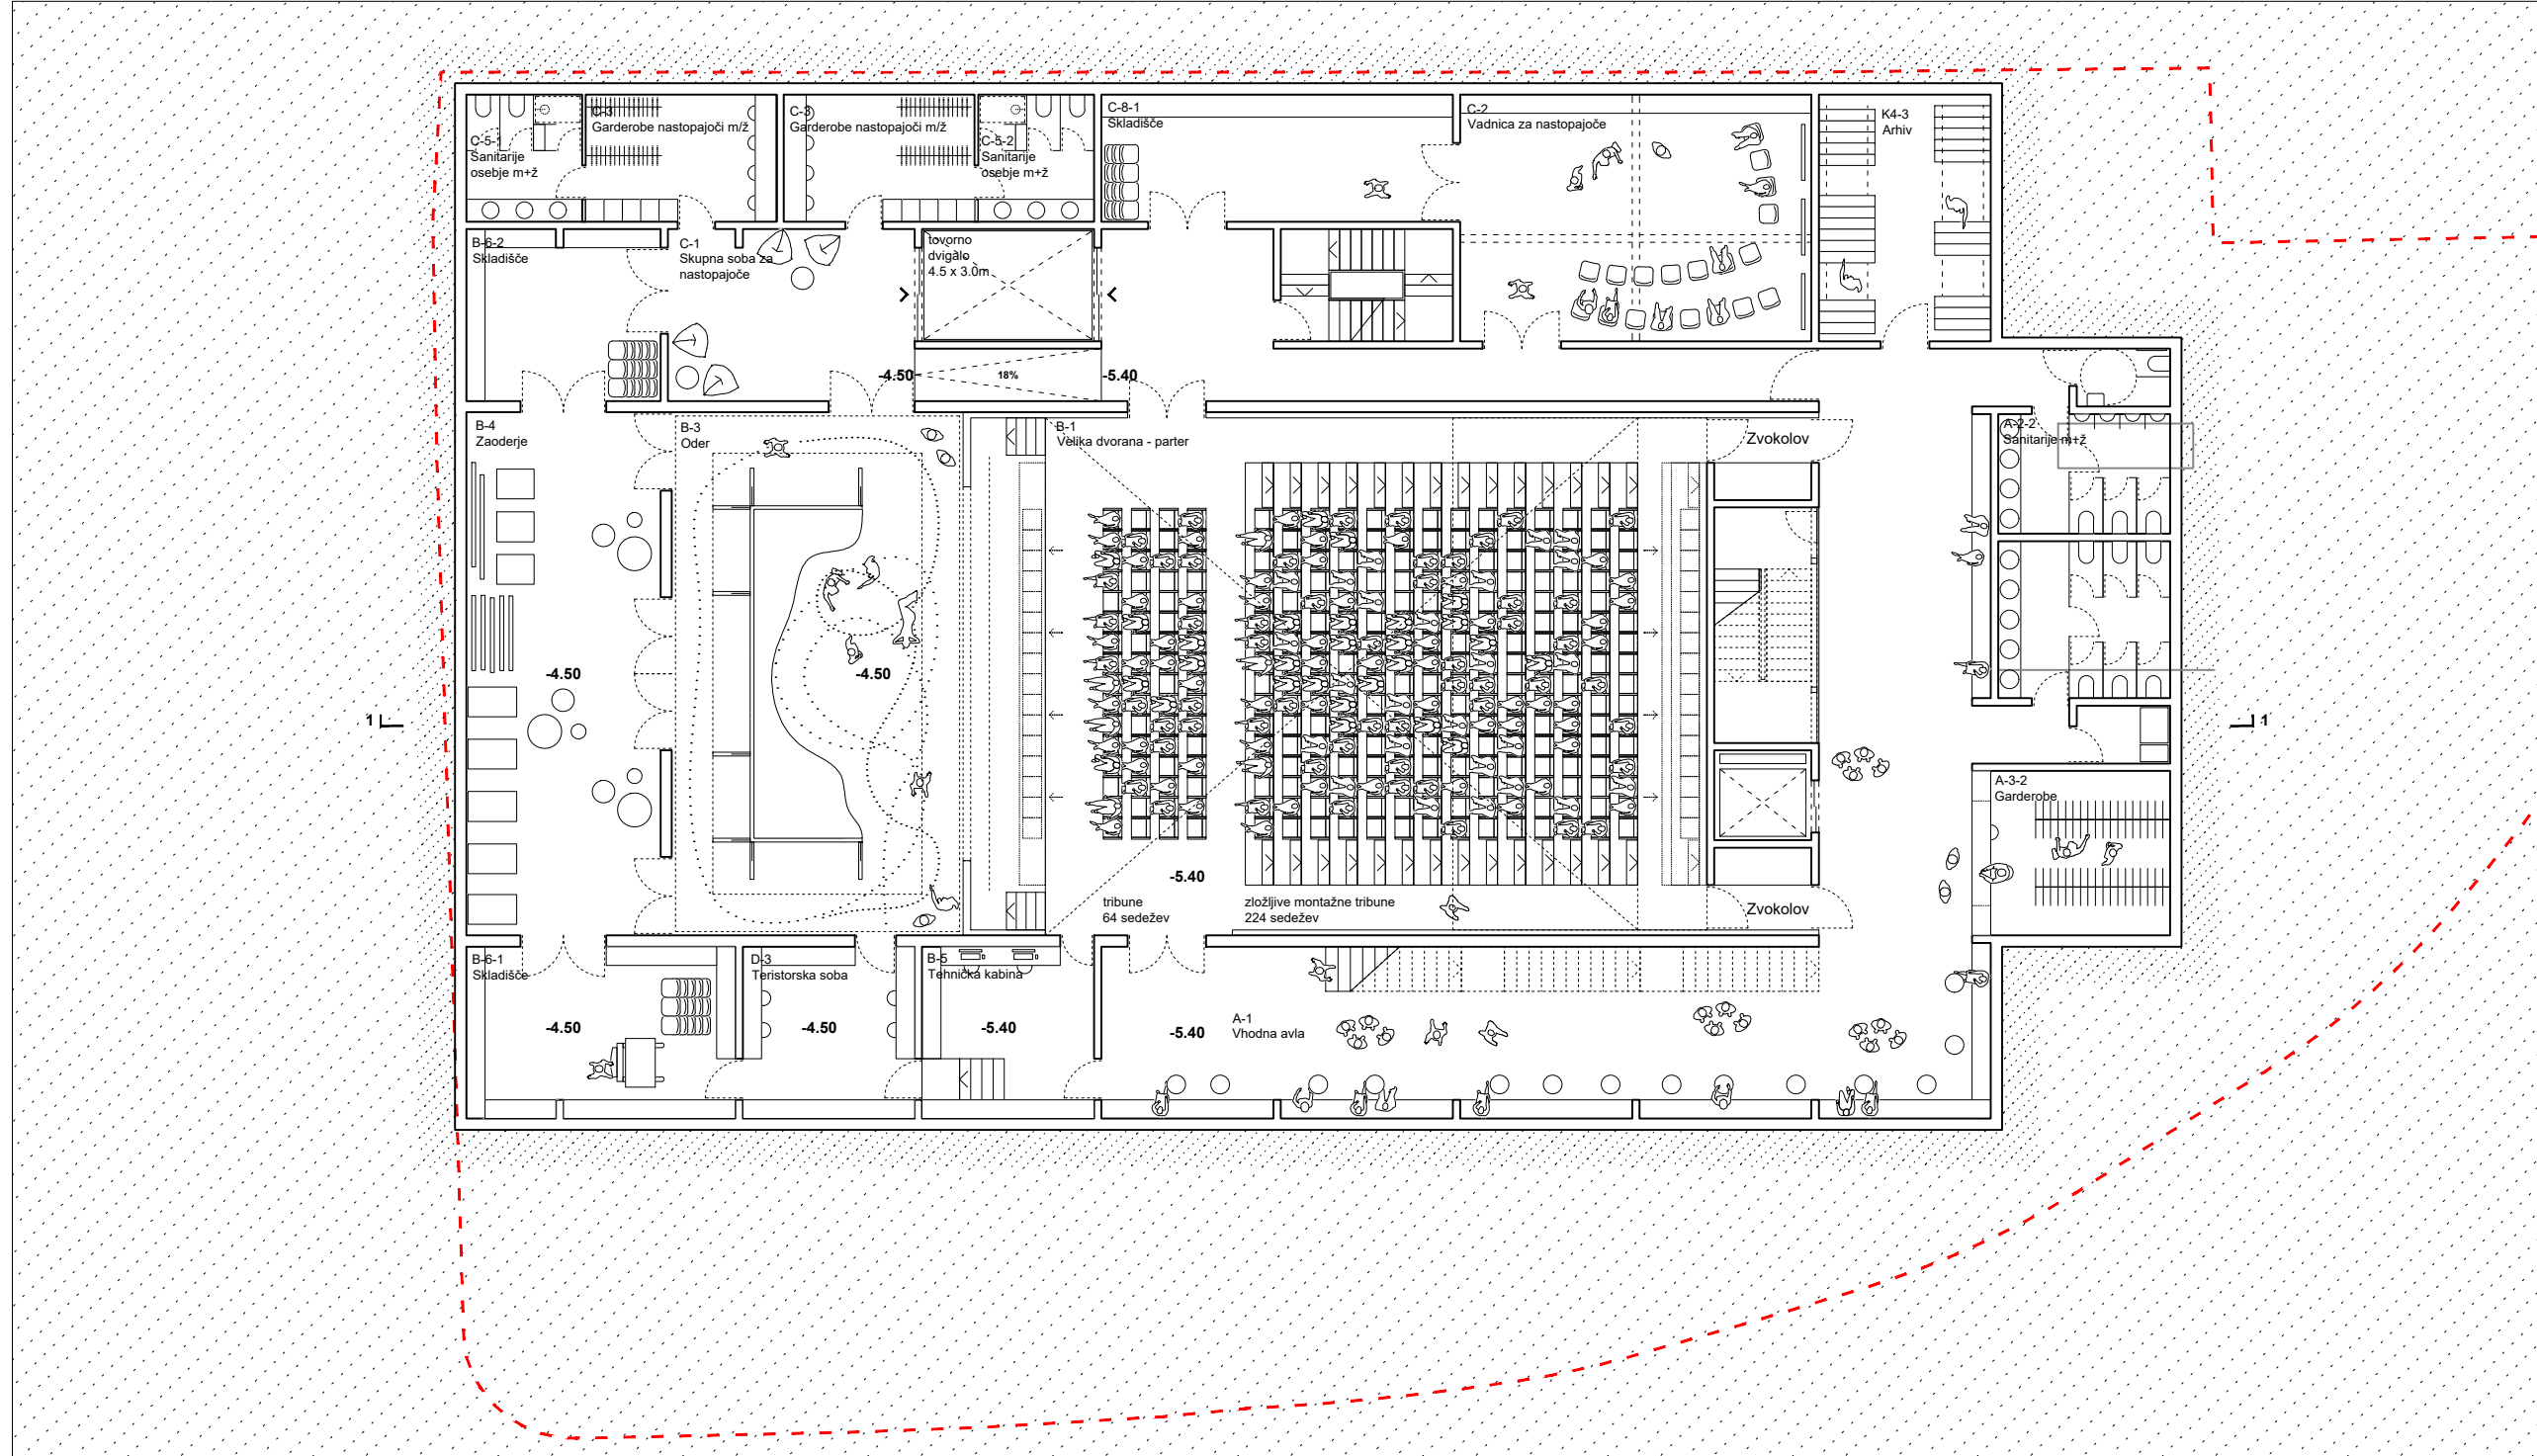 C-3
Garderobe nastopajoči m/ž
C-3
Garderobe nastopajoči m/ž
C-8-1
Skladišče
C-2
Vadnica za nastopajoče
K4-3
Arhiv
C-5-1
Sanitarije
osebje m+ž
C-5-2
Sanitarije
osebje m+ž
B-6-2
Skladišče
C-1
Skupna soba za
nastopajoče
tovorno
dvigalo
4.5 x 3.0m
-4.50
18%
-5.40
B-4
Zaoderje
B-3
Oder
B-1
Velika dvorana - parter
Zvokolov
A-2-2
Sanitarije m+ž
-4.50
-4.50
1
1
A-3-2
Garderobe
-5.40
tribune
64 sedežev
zložljive montažne tribune
224 sedežev
Zvokolov
B-6-1
Skladišče
D-3
Teristorska soba
B-5
Tehnička kabina
A-1
Vhodna avla
-4.50
-4.50
-5.40
-5.40